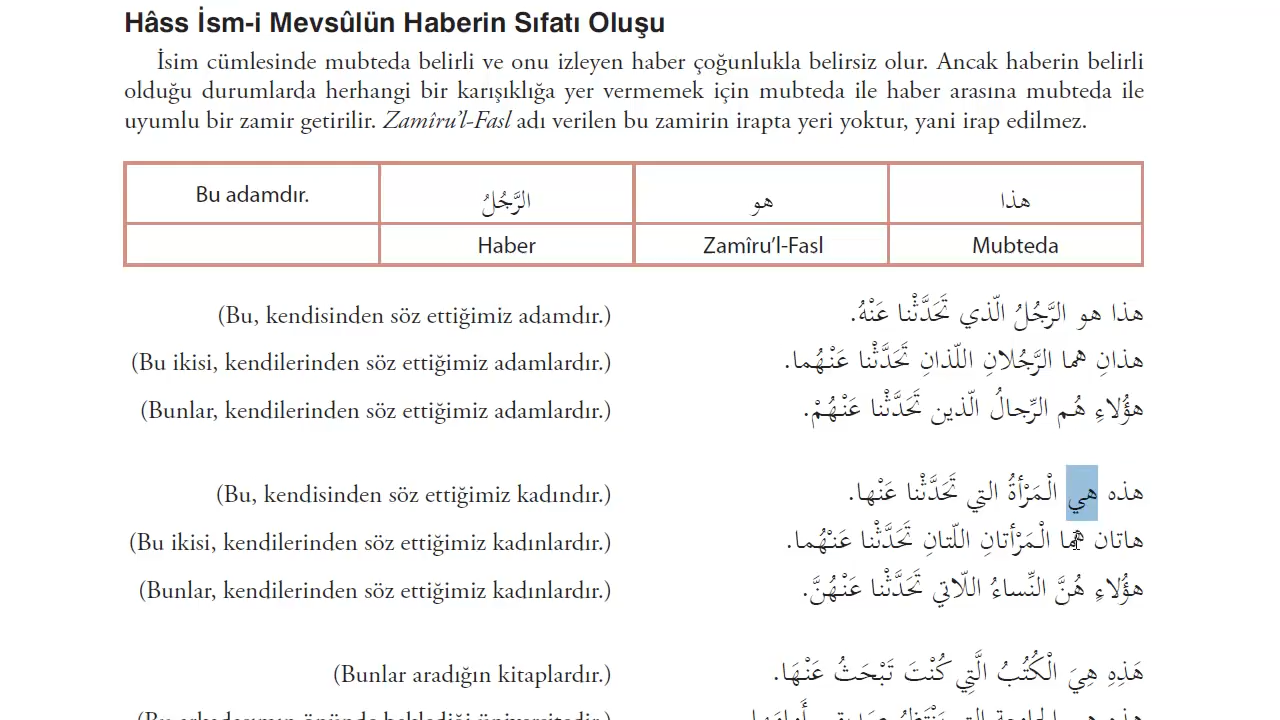 Hâss İsm-i Mevsûlün Haberin Sıfatı Oluşu
İsim cümlesinde mubteda belirli ve onu izleyen haber çoğunlukla belirsiz olur. Ancak haberin belirli
olduğu durumlarda herhangi bir karışıklığa yer vermemek için mubteda ile haber arasına mubteda ile
uyumlu bir zamir getirilir. Zamîru’l-Fasl adı verilen bu zamirin irapta yeri yoktur, yani irap edilmez.
Bu adamdır. الرَّجُلُ هو هذا
Haber Zamîru’l-Fasl Mubteda
هذا هو الرَّجُلُ الّذي تَحَدَّثْنا عَنْهُ. (Bu, kendisinden söz ettiğimiz adamdır.)
هذانِ هما الرَّجُلانِ اللّذانِ تَحَدَّثْنا عَنْهُما. (Bu ikisi, kendilerinden söz ettiğimiz adamlardır.)
هؤُلاءِ هُم الرِّجالُ الّذين تَحَدَّثْنا عَنْهُمْ. (Bunlar, kendilerinden söz ettiğimiz adamlardır.)
هذه هي الْمَرْأةُ التي تَحَدَّثْنا عَنْها. (Bu, kendisinden söz ettiğimiz kadındır.)
هاتان هما الْمَرْأتانِ اللّتانِ تَحَدَّثْنا عَنْهُما. (Bu ikisi, kendilerinden söz ettiğimiz kadınlardır.)
هؤُلاءِ هُنَّ النِّساءُ اللّاتي تَحَدَّثْنا عَنْهُنَّ. (Bunlar, kendilerinden söz ettiğimiz kadınlardır.)
هَذِهِ هِيَ الْكُتُبُ الَّتِي كُنْتَ تَبْحَثُ عَنْهَا. (Bunlar aradığın kitaplardır.)